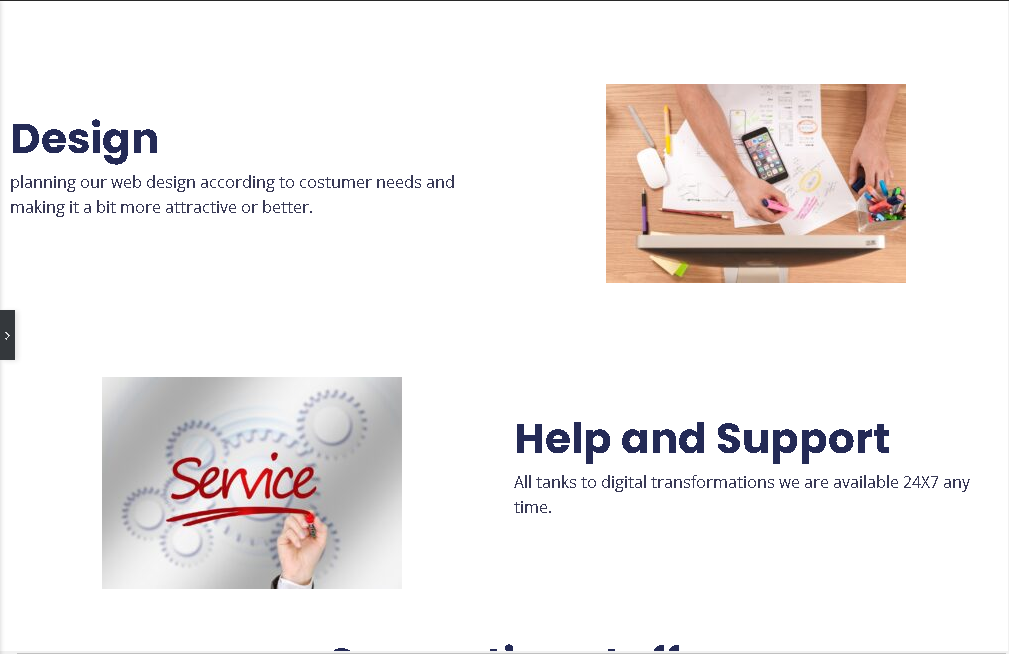 Design
planning our web design according to costumer needs and
making it a bit more attractive or better.
Service
Help and Support
All tanks to digital transformations we are available 24X7 any
time.